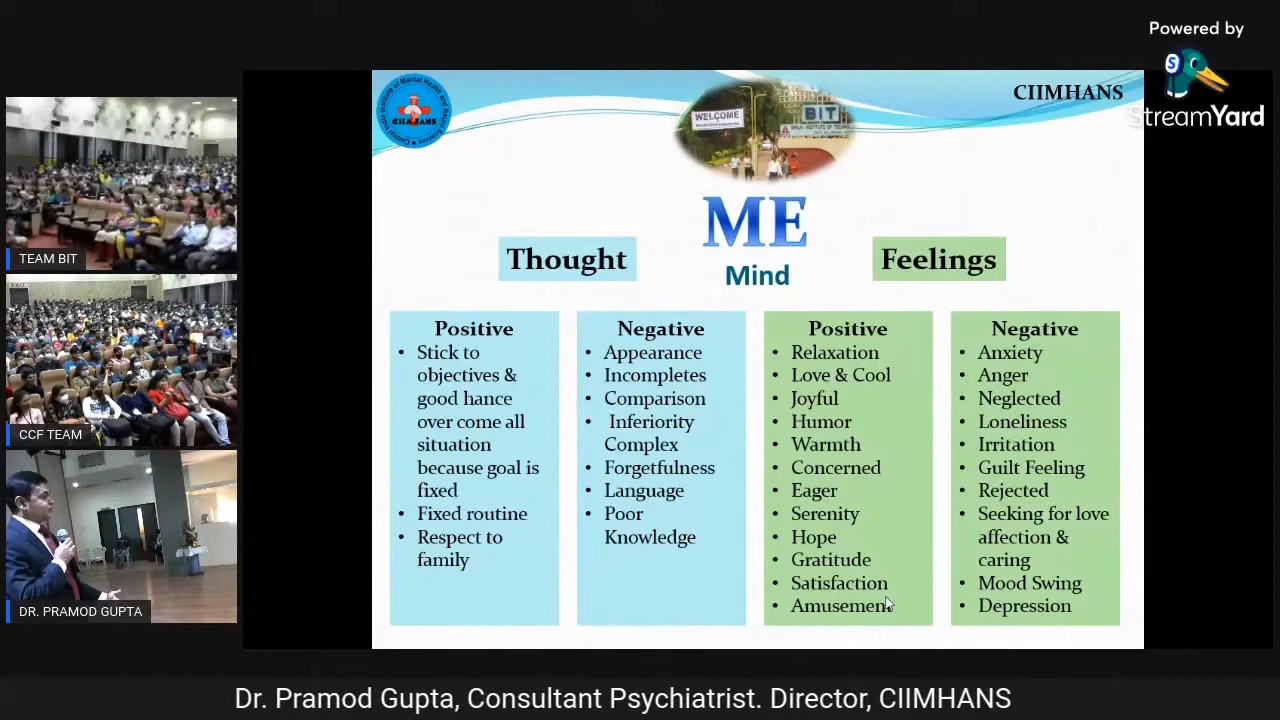 Powered by
StreamYard
CIIMHANS
WELCOME
BIT
ME
Mind
Thought
Feelings
Positive
• Stick to
objectives &
good hance
over come all
situation
because goal is
fixed
• Fixed routine
• Respect to
family
Negative
• Appearance
• Incompletes
• Comparison
• Inferiority
Complex
• Forgetfulness
• Language
• Poor
Knowledge
Positive
• Relaxation
• Love & Cool
• Joyful
• Humor
• Warmth
• Concerned
• Eager
• Serenity
• Hope
• Gratitude
• Satisfaction
• Amusement
Negative
• Anxiety
• Anger
• Neglected
• Loneliness
• Irritation
• Guilt Feeling
• Rejected
• Seeking for love
affection &
caring
• Mood Swing
• Depression
TEAM BIT
CCF TEAM
DR. PRAMOD GUPTA
Dr. Pramod Gupta, Consultant Psychiatrist. Director, CIIMHANS